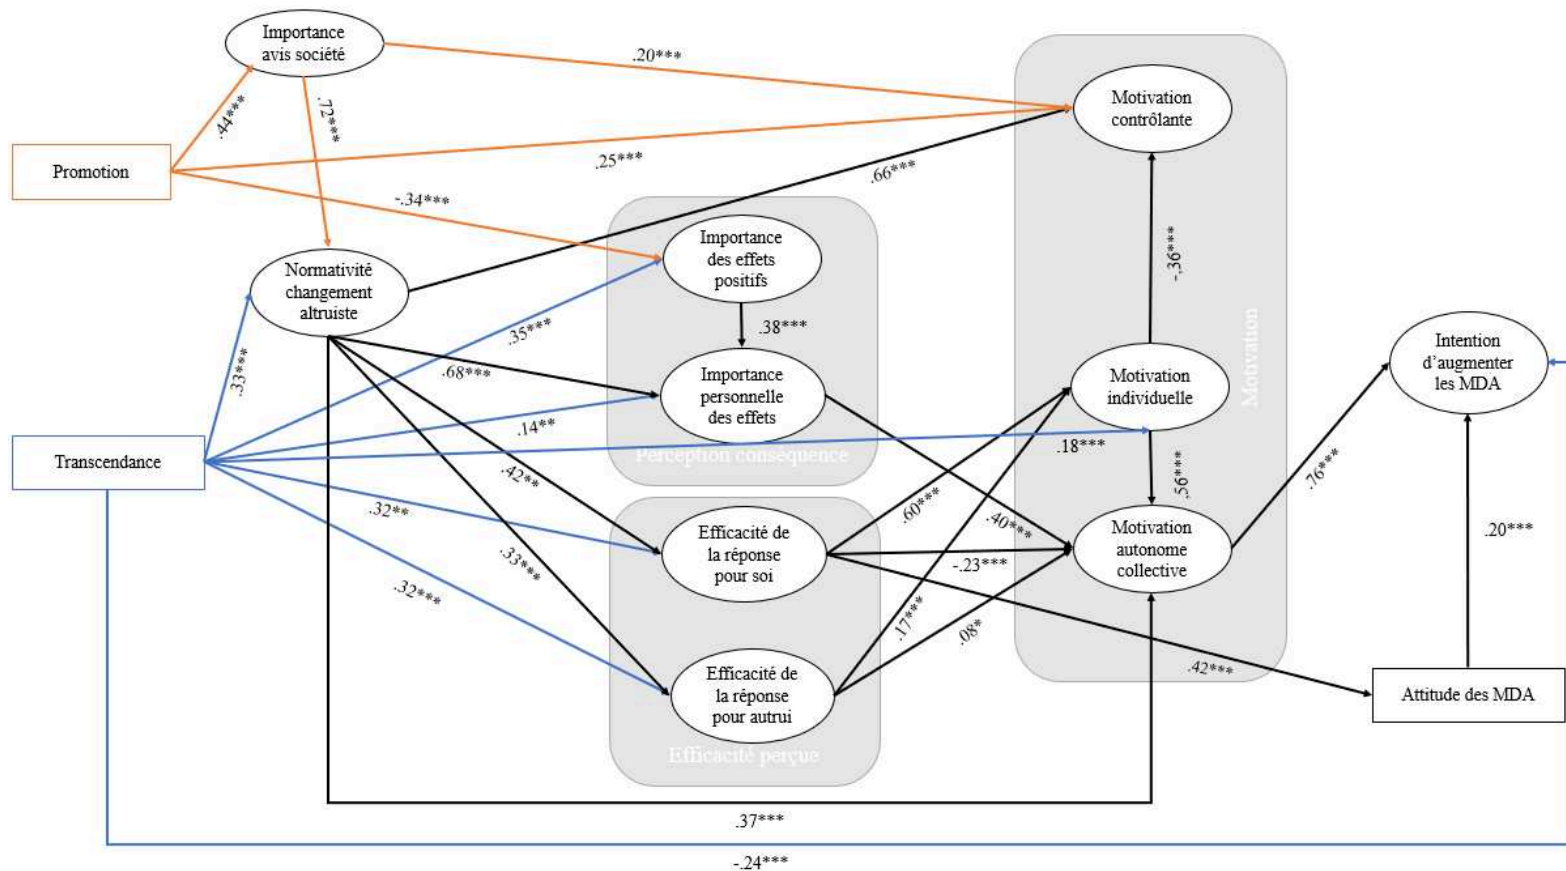 Importance
avis société
.20***
.44***
.72***
Motivation
contrôlante
Promotion
.25***
.66***
-.34***
Importance
des effets
positifs
Normativité
changement
altruiste
-.36***
.35***
.38***
.33***
.68***
Importance
personnelle
des effets
Motivation
individuelle
Motivation
Intention
d'augmenter
les MDA
.14**
.18***
Perception conséquence
Transcendance
.42**
.56***
.76***
.60***
.32**
.40***
Efficacité de
la réponse
pour soi
Motivation
autonome
collective
.20***
.33***
-.23***
.32***
.17***
.08*
.42***
Efficacité de
la réponse
pour autrui
Attitude des MDA
Efficacité perçue
.37***
-.24***